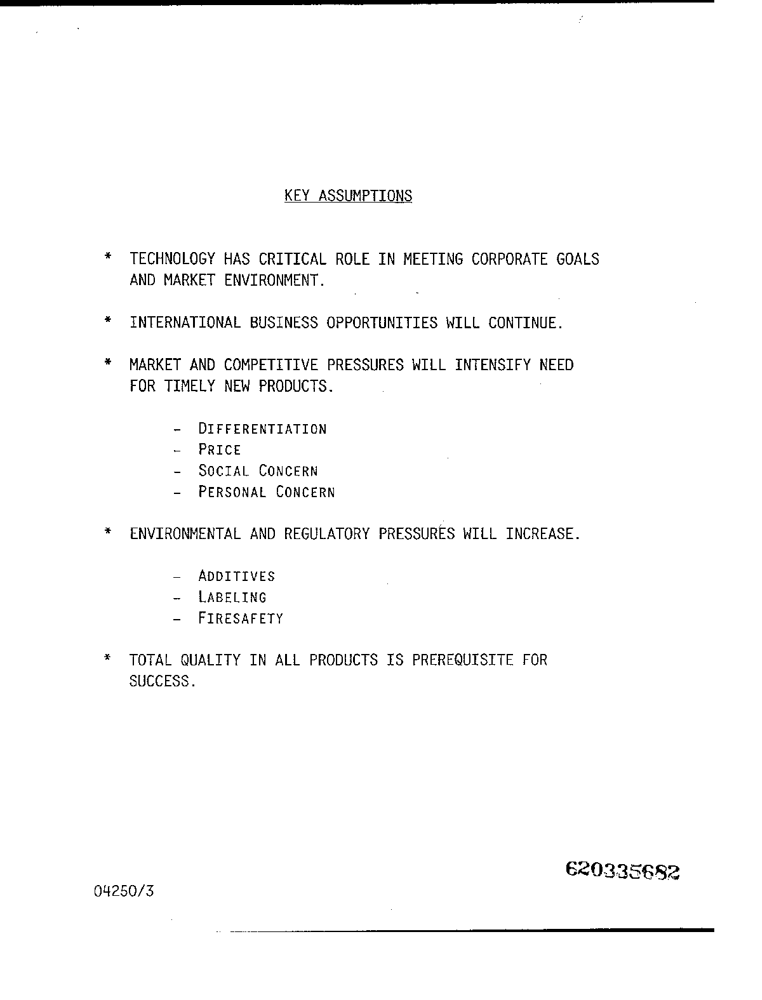 KEY ASSUMPTIONS
* TECHNOLOGY HAS CRITICAL ROLE IN MEETING CORPORATE GOALS
AND MARKET ENVIRONMENT.
* INTERNATIONAL BUSINESS OPPORTUNITIES WILL CONTINUE.
* MARKET AND COMPETITIVE PRESSURES WILL INTENSIFY NEED
FOR TIMELY NEW PRODUCTS.
- DIFFERENTIATION
- PRICE
- SOCIAL CONCERN
- PERSONAL CONCERN
* ENVIRONMENTAL AND REGULATORY PRESSURES WILL INCREASE.
- ADDITIVES
- LABELING
- FIRESAFETY
* TOTAL QUALITY IN ALL PRODUCTS IS PREREQUISITE FOR
SUCCESS.
620335682
04250/3